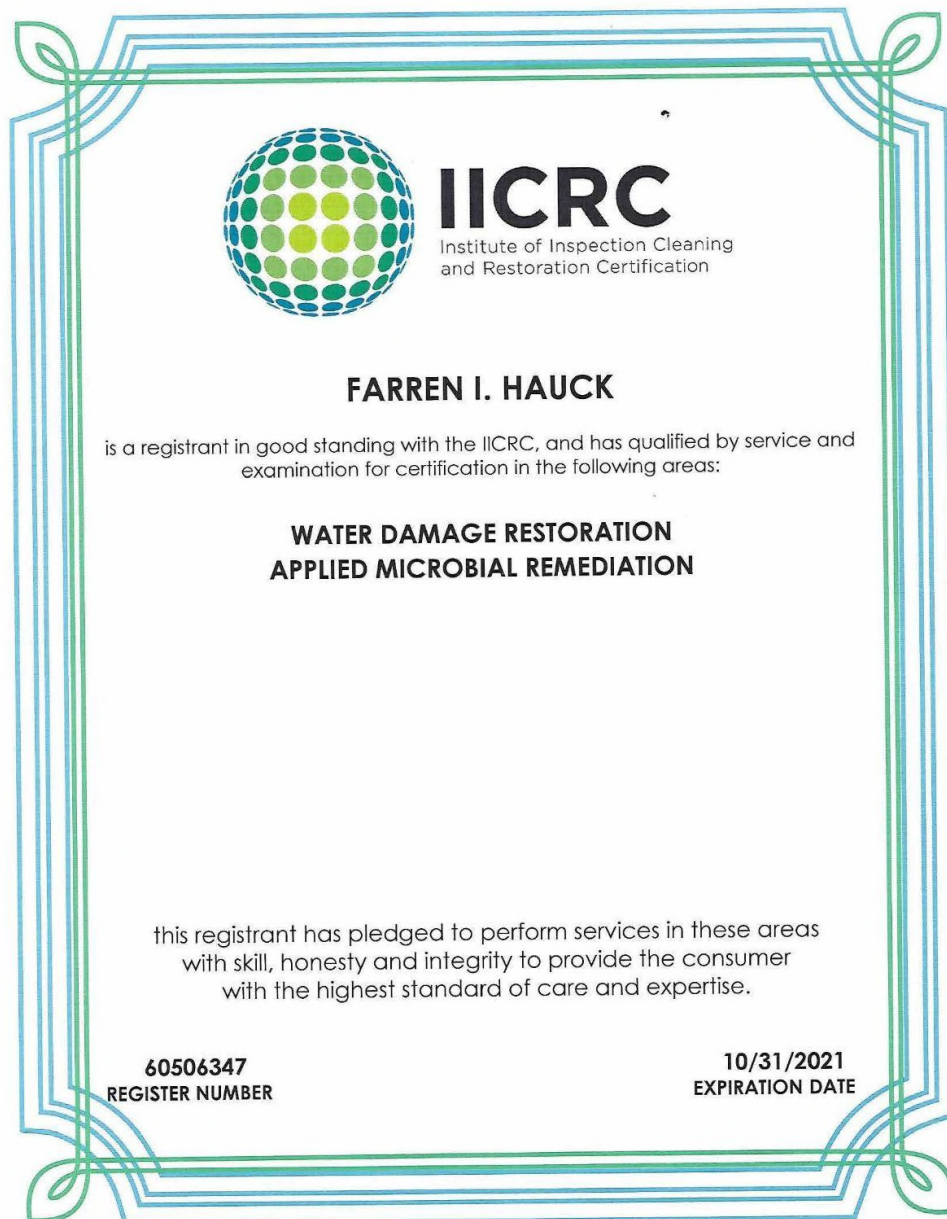 IICRC
Institute of Inspection Cleaning
and Restoration Certification
FARREN I. HAUCK
is a registrant in good standing with the IICRC, and has qualified by service and
examination for certification in the following areas:
WATER DAMAGE RESTORATION
APPLIED MICROBIAL REMEDIATION
this registrant has pledged to perform services in these areas
with skill, honesty and integrity to provide the consumer
with the highest standard of care and expertise.
60506347
REGISTER NUMBER
10/31/2021
EXPIRATION DATE